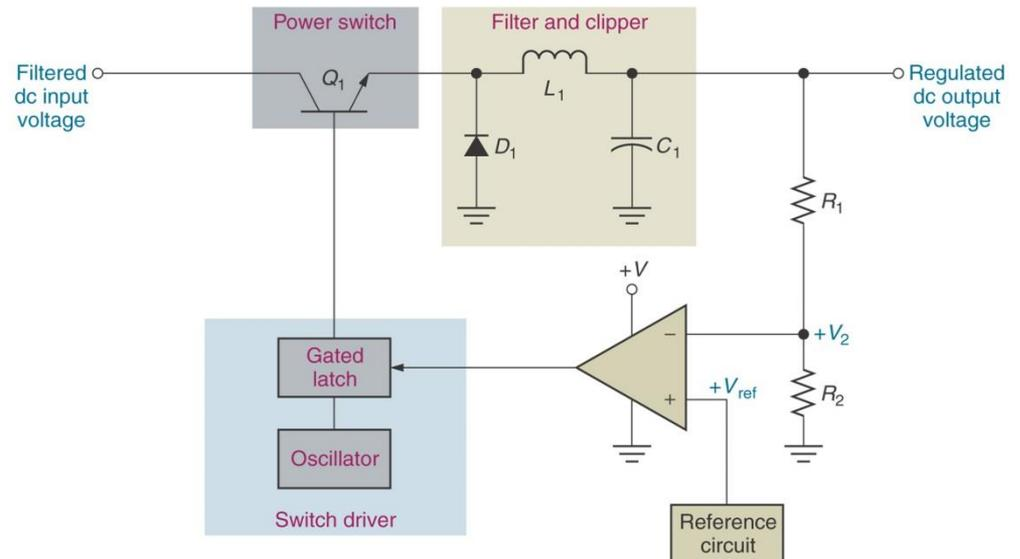 Power switch
Filter and clipper
Filtered
dc input
voltage
Q1
L1
Regulated
dc output
voltage
D1
C1
R1
+V
−
+V2
Gated
latch
+
+Vref
R2
Oscillator
Switch driver
Reference
circuit